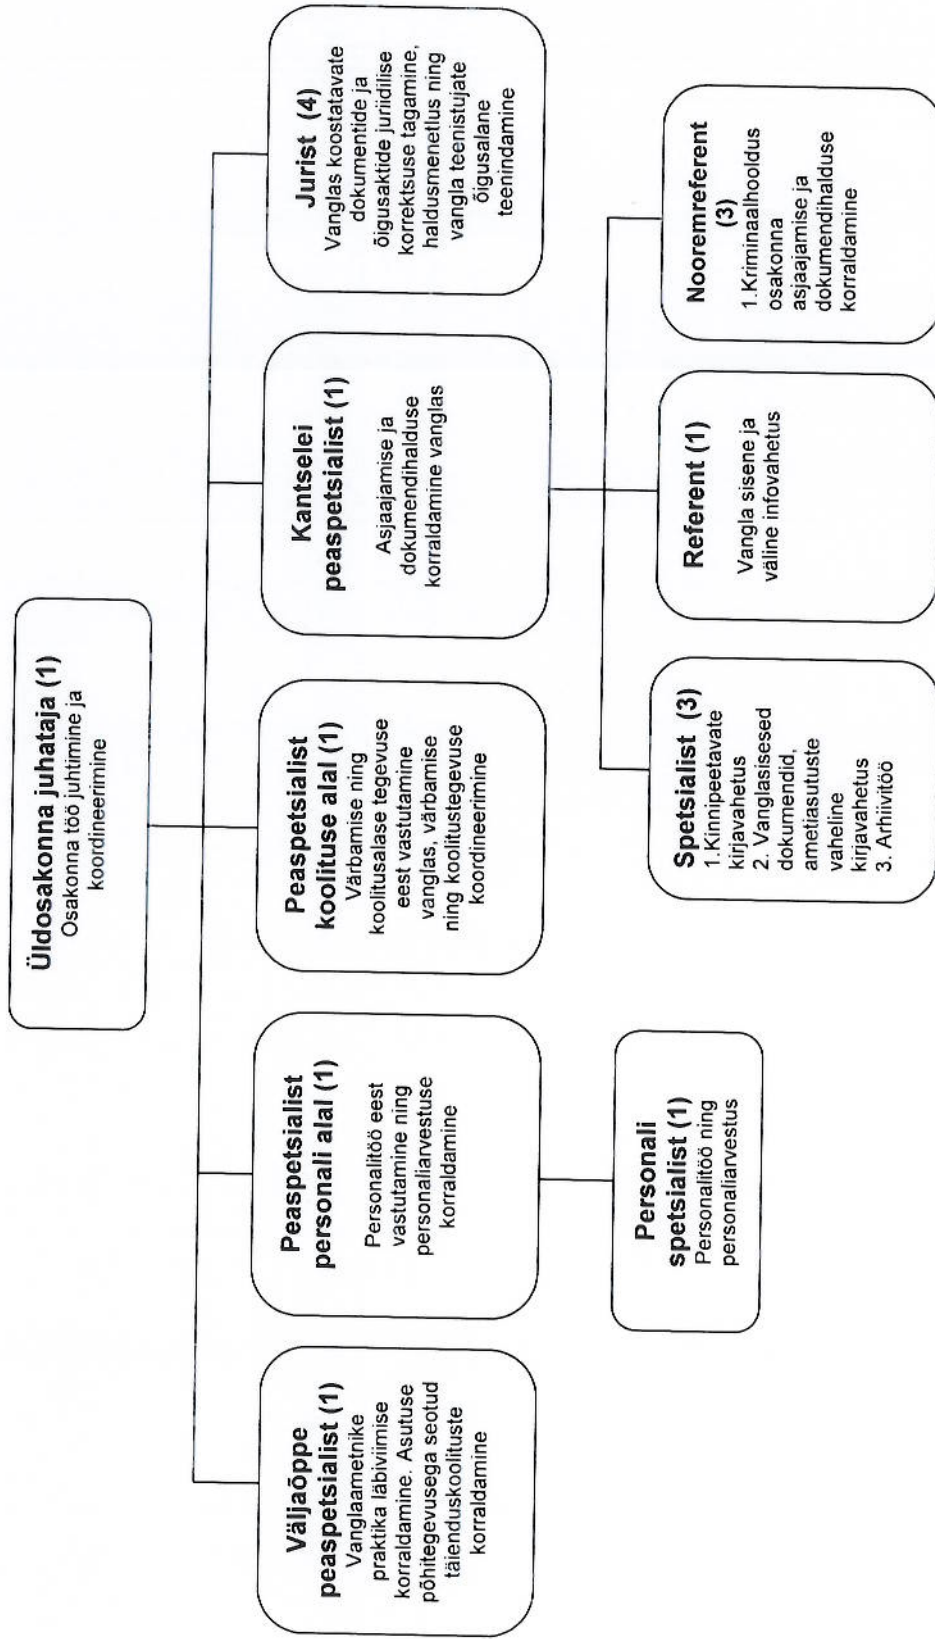 Üldosakonna juhataja (1)
Osakonna töö juhtimine ja
koordineerimine
Väljaõppe
peaspetsialist (1)
Vanglaametnike
praktika läbiviimise
korraldamine. Asutuse
põhitegevusega seotud
täienduskoolituste
korraldamine
Peaspetsialist
personali alal (1)
Personalitöö eest
vastutamine ning
personaliarvestuse
korraldamine
Peaspetsialist
koolituse alal (1)
Värbamise ning
koolitusalase tegevuse
eest vastutamine
vanglas, värbamise
ning koolitustegevuse
koordineerimine
Kantselei
peaspetsialist (1)
Asjaajamise ja
dokumendihalduse
korraldamine vanglas
Jurist (4)
Vanglas koostatavate
dokumentide ja
õigusaktide juriidilise
korrektsuse tagamine,
haldusmenetlus ning
vangla teenistujate
õigusalane
teenindamine
Personali
spetsialist (1)
Personalitöö ning
personaliarvestus
Spetsialist (3)
1.Kinnipeetavate
kirjavahetus
2. Vanglasisesed
dokumendid,
ametiasutuste
vaheline
kirjavahetus
3. Arhiivitöö
Referent (1)
Vangla sisene ja
väline infovahetus
Nooremreferent
(3)
1.Kriminaalhooldus
osakonna
asjaajamise ja
dokumendihalduse
korraldamine